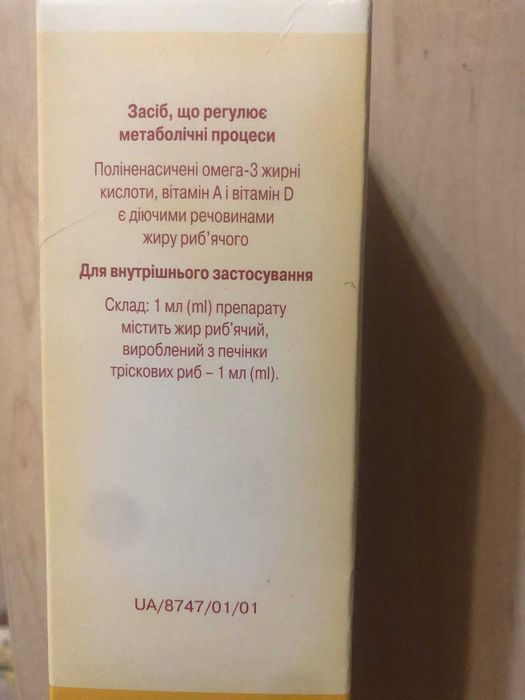 Засіб, що регулює
метаболічні процеси
Поліненасичені омега-3 жирні
кислоти, вітамін А і вітамін D
є діючими речовинами
жиру риб’ячого
Для внутрішнього застосування
Склад: 1 мл (ml) препарату
містить жир риб’ячий,
вироблений з печінки
тріскових риб – 1 мл (ml).
UA/8747/01/01